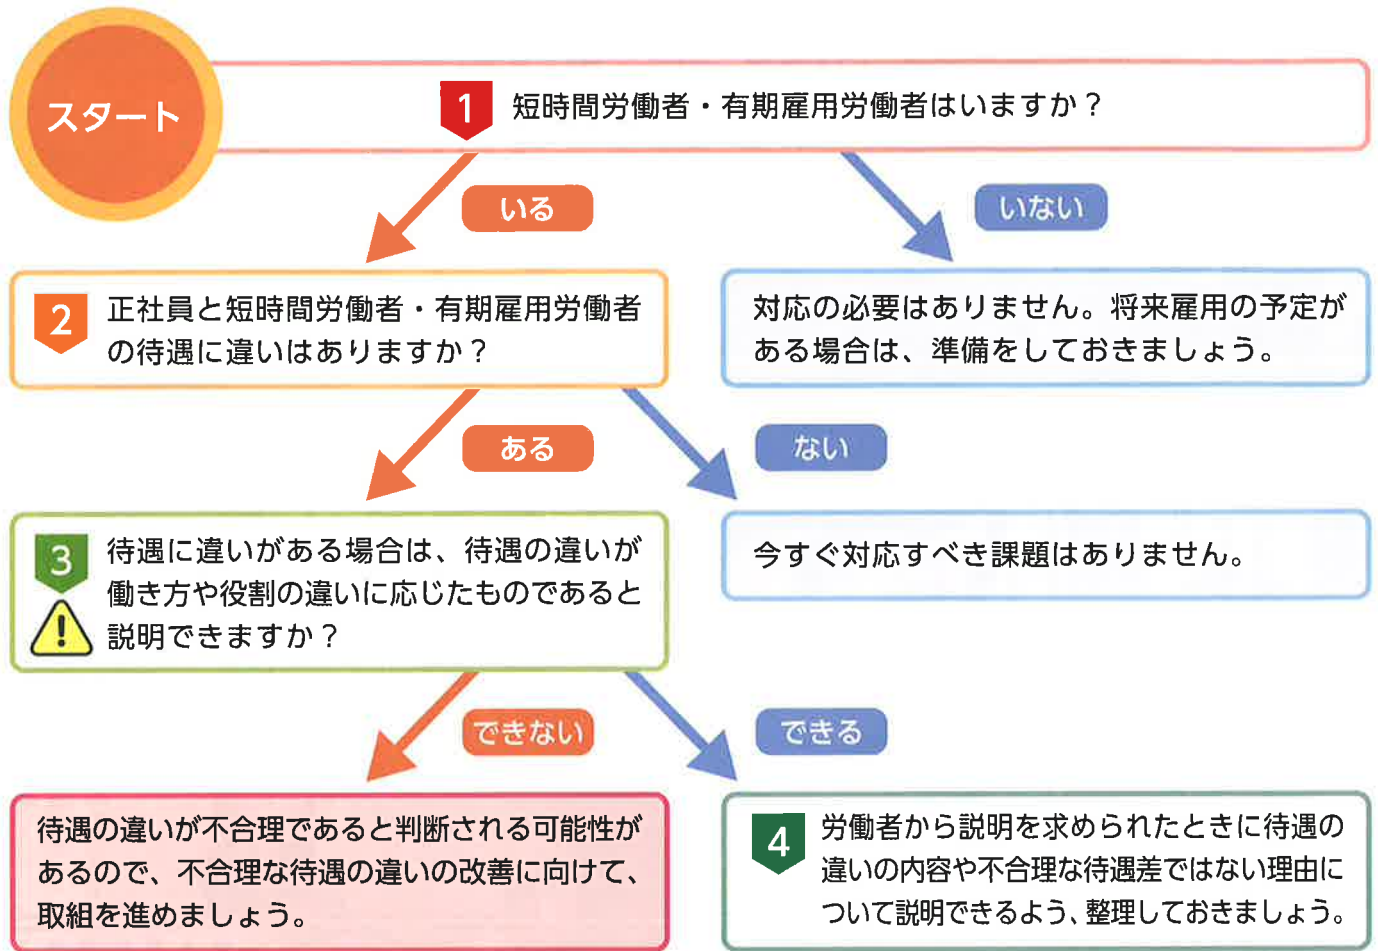 スタート
1 短時間労働者・有期雇用労働者はいますか？
いる
いない
2 正社員と短時間労働者・有期雇用労働者
の待遇に違いはありますか？
対応の必要はありません。将来雇用の予定が
ある場合は、準備をしておきましょう。
ある
ない
3 待遇に違いがある場合は、待遇の違いが
働き方や役割の違いに応じたものであると
説明できますか？
今すぐ対応すべき課題はありません。
できない
できる
待遇の違いが不合理であると判断される可能性が
あるので、不合理な待遇の違いの改善に向けて、
取組を進めましょう。
4 労働者から説明を求められたときに待遇の
違いの内容や不合理な待遇差ではない理由に
ついて説明できるよう、整理しておきましょう。